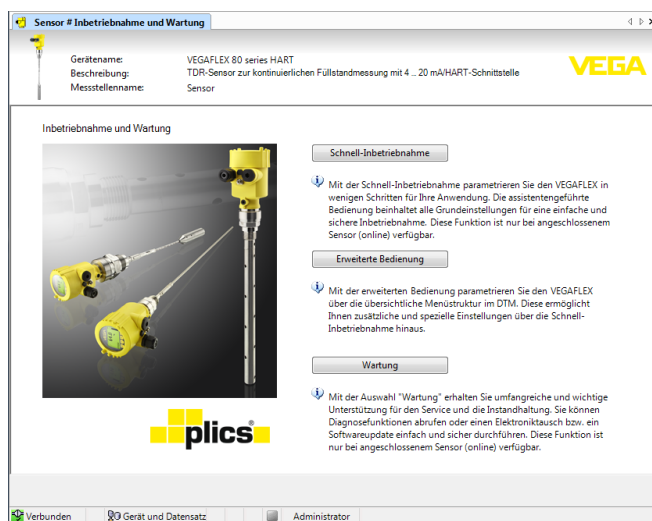 Sensor # Inbetriebnahme und Wartung
Gerätename: VEGAFLEX 80 series HART
Beschreibung: TDR-Sensor zur kontinuierlichen Füllstandmessung mit 4 .. 20 mA/HART-Schnittstelle
Messstellenname: Sensor
VEGA
Inbetriebnahme und Wartung
Schnell-Inbetriebnahme
Mit der Schnell-Inbetriebnahme parametrieren Sie den VEGAFLEX in
wenigen Schritten für Ihre Anwendung. Die assistentengeführte
Bedienung beinhaltet alle Grundeinstellungen für eine einfache und
sichere Inbetriebnahme. Diese Funktion ist nur bei angeschlossenem
Sensor (online) verfügbar.
Erweiterte Bedienung
Mit der erweiterten Bedienung parametrieren Sie den VEGAFLEX
über die übersichtliche Menüstruktur im DTM. Diese ermöglicht
Ihnen zusätzliche und spezielle Einstellungen über die Schnell-
Inbetriebnahme hinaus.
Wartung
Mit der Auswahl "Wartung" erhalten Sie umfangreiche und wichtige
Unterstützung für den Service und die Instandhaltung. Sie können
Diagnosefunktionen abrufen oder einen Elektroniktausch bzw. ein
Softwareupdate einfach und sicher durchführen. Diese Funktion ist
nur bei angeschlossenem Sensor (online) verfügbar.
plics®
Verbunden
Gerät und Datensatz
Administrator